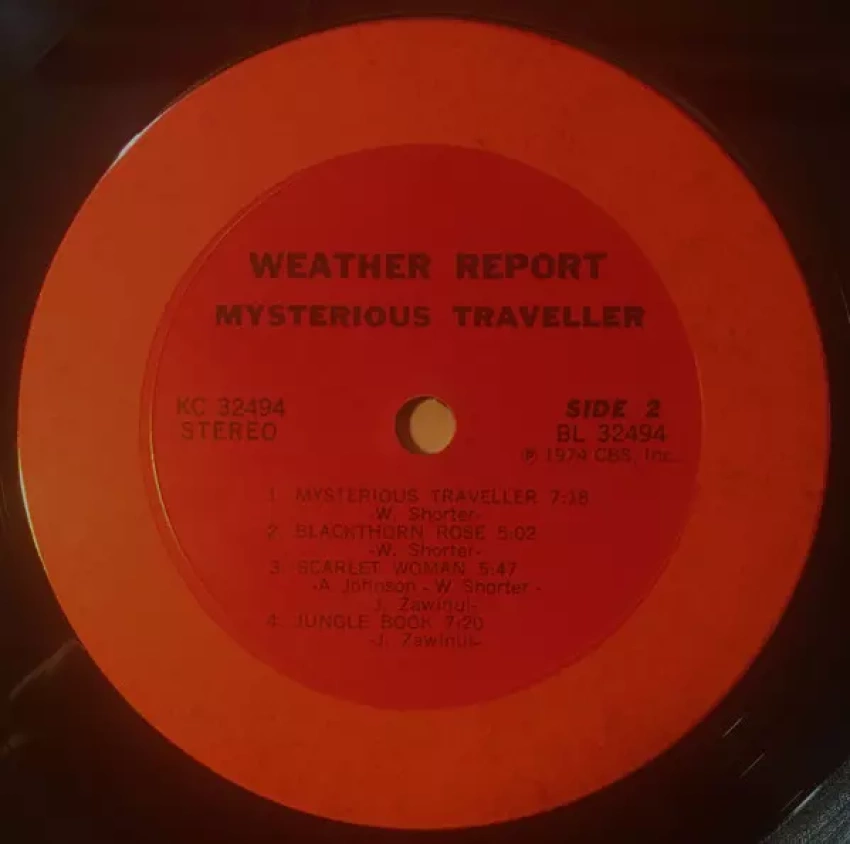 WEATHER REPORT
MYSTERIOUS TRAVELLER
KC 32494
STEREO
SIDE 2
BL 32494
℗ 1974 CBS, Inc.
1. MYSTERIOUS TRAVELLER 7:18
-W. Shorter-
2. BLACKTHORN ROSE 5:02
-W. Shorter-
3. SCARLET WOMAN 5:47
-A. Johnson - W. Shorter -
J. Zawinul-
4. JUNGLE BOOK 7:20
-J. Zawinul-